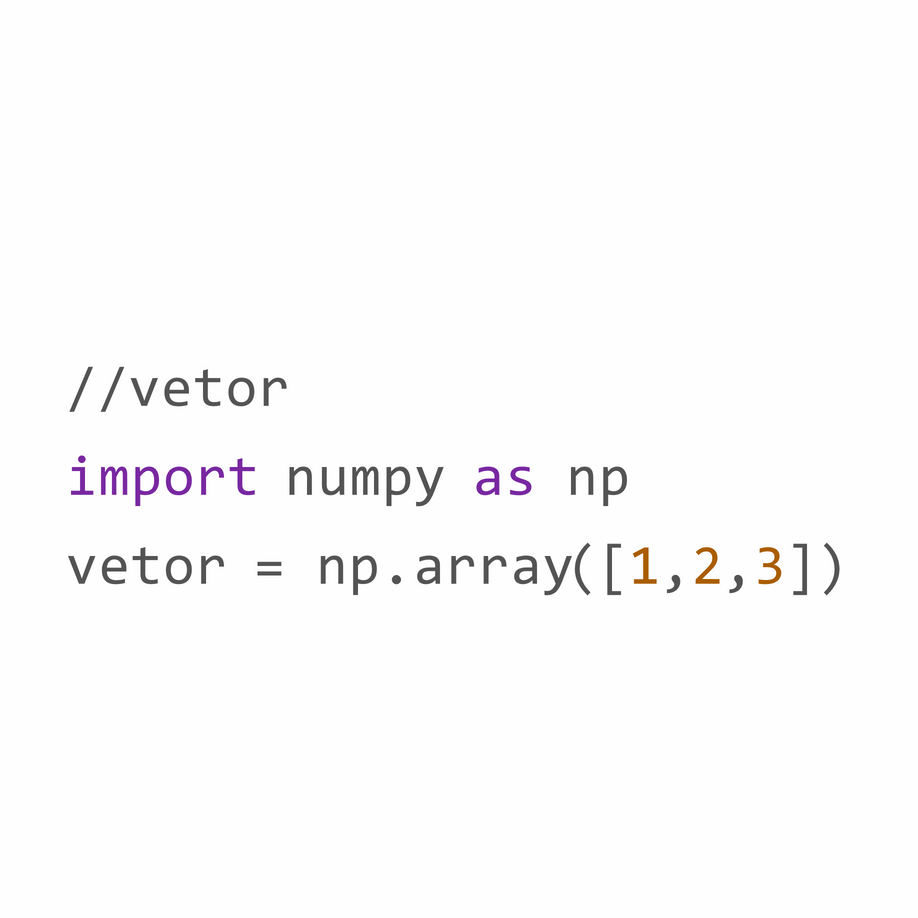 //vetor
import numpy as np
vetor = np.array([1,2,3])